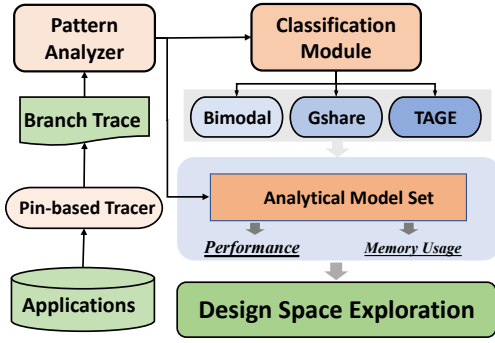 Pattern
Analyzer
Classification
Module
Branch Trace
Bimodal
Gshare
TAGE
Pin-based Tracer
Analytical Model Set
Performance
Memory Usage
Applications
Design Space Exploration